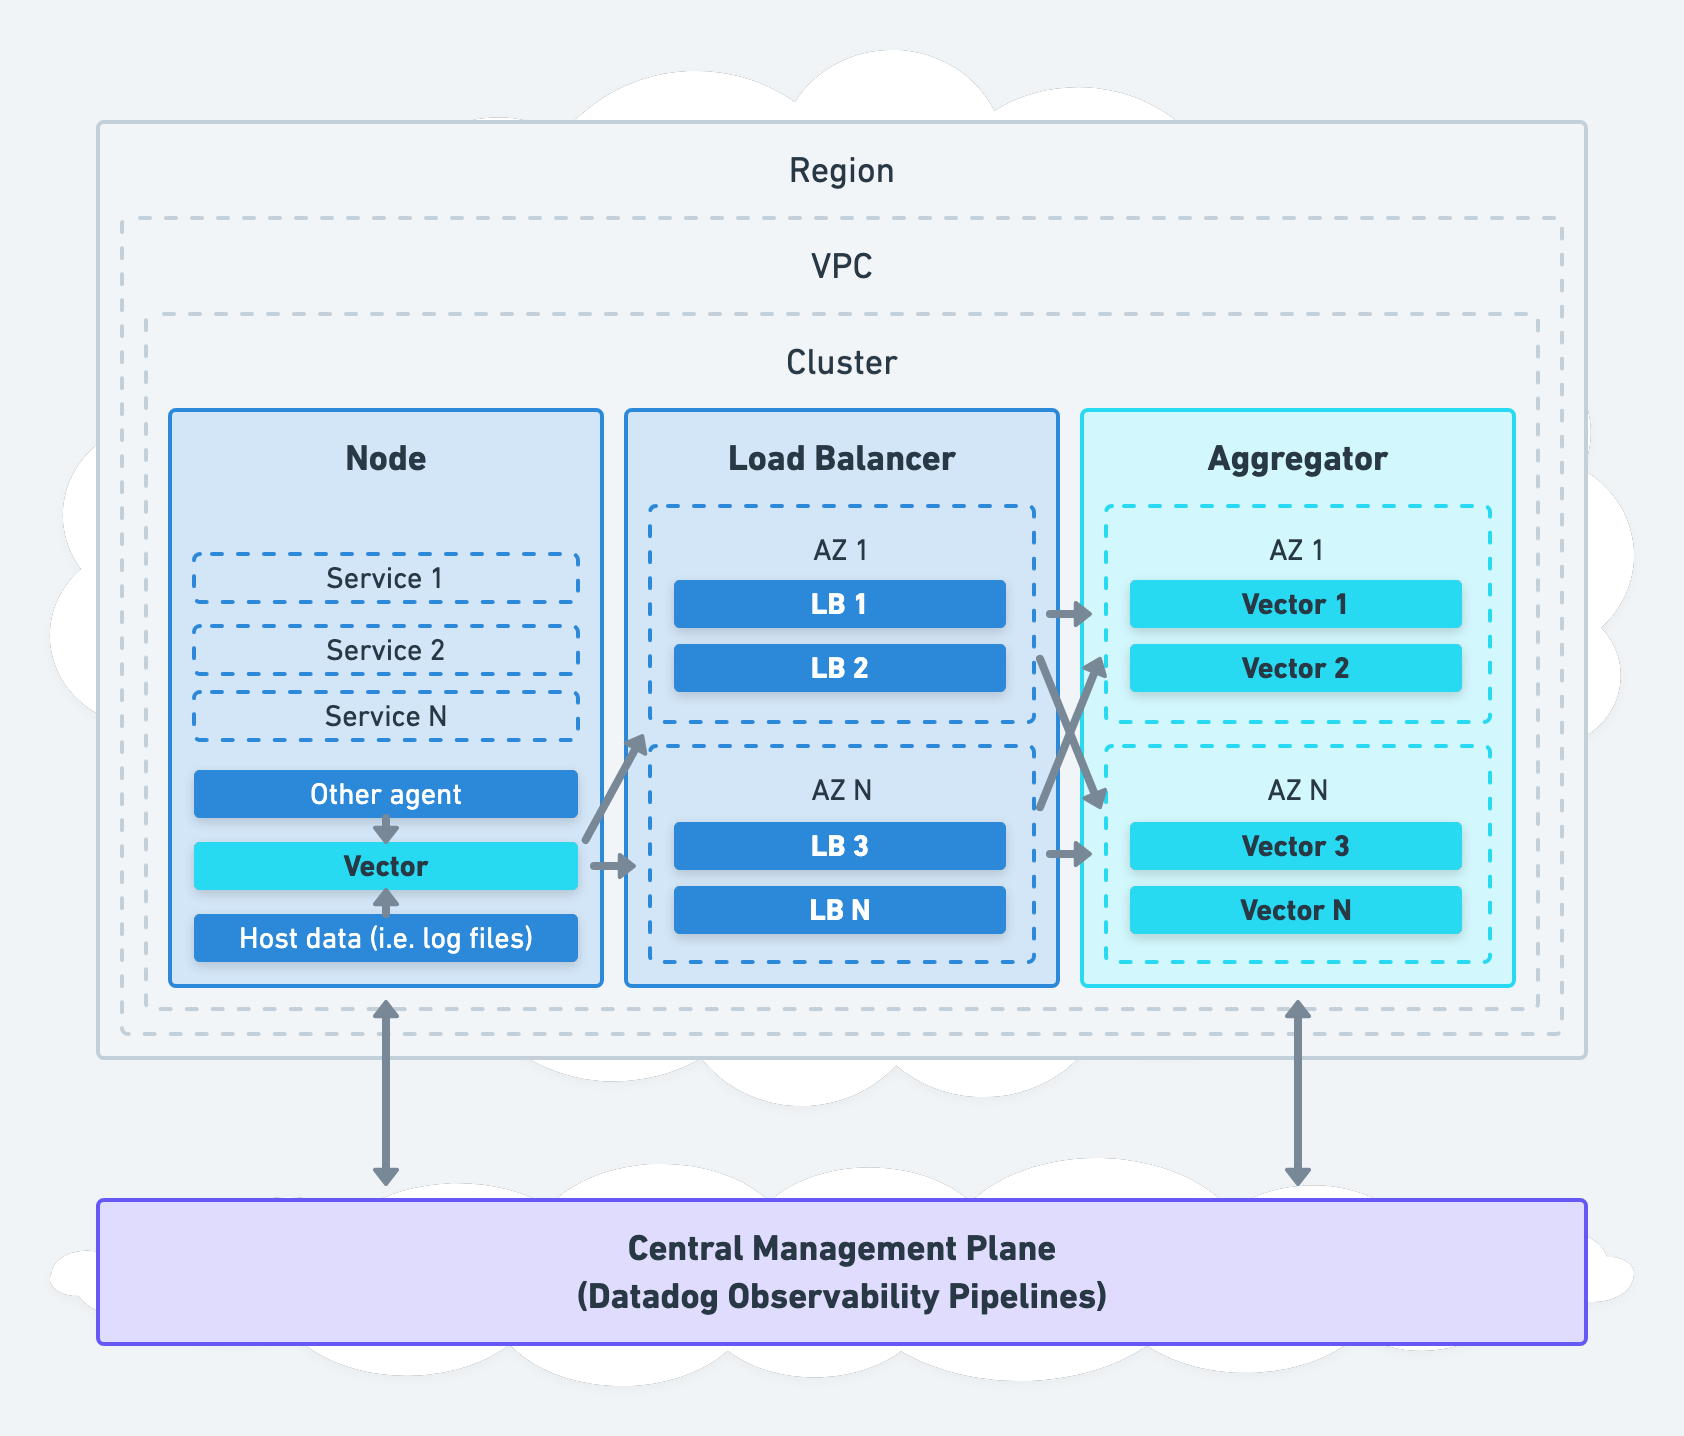 Region
VPC
Cluster
Node
Service 1
Service 2
Service N
Other agent
Vector
Host data (i.e. log files)
Load Balancer
AZ 1
LB 1
LB 2
AZ N
LB 3
LB N
Aggregator
AZ 1
Vector 1
Vector 2
AZ N
Vector 3
Vector N
Central Management Plane
(Datadog Observability Pipelines)